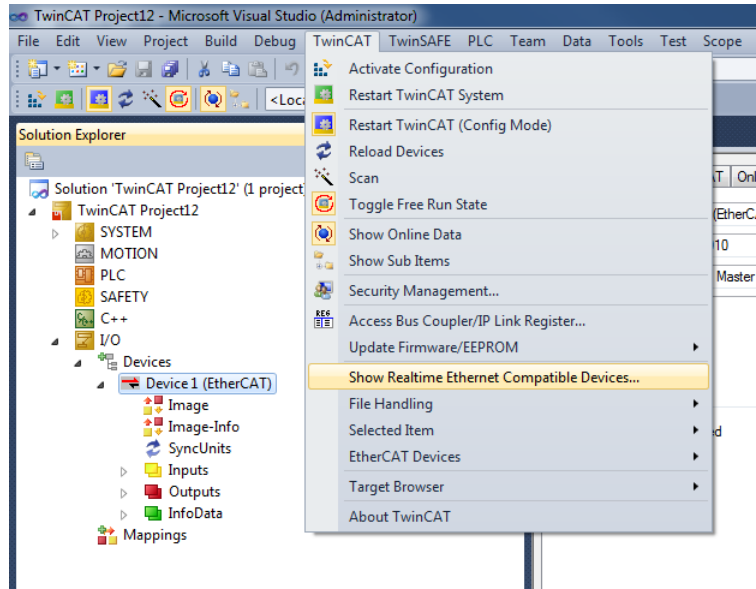 TwinCAT Project12 - Microsoft Visual Studio (Administrator)
File Edit View Project Build Debug TwinCAT TwinSAFE PLC Team Data Tools Test Scope
Activate Configuration
Restart TwinCAT System
<Loca
Restart TwinCAT (Config Mode)
Solution Explorer
Reload Devices
Scan
Toggle Free Run State
Show Online Data
Show Sub Items
Security Management...
REG
Access Bus Coupler/IP Link Register...
Update Firmware/EEPROM
Show Realtime Ethernet Compatible Devices...
File Handling
Selected Item
EtherCAT Devices
Target Browser
About TwinCAT
Solution 'TwinCAT Project12' (1 project
TwinCAT Project12
SYSTEM
MOTION
PLC
SAFETY
C++
I/O
Devices
Device 1 (EtherCAT)
Image
Image-Info
SyncUnits
Inputs
Outputs
InfoData
Mappings
AT Onl
(EtherC
10
Master